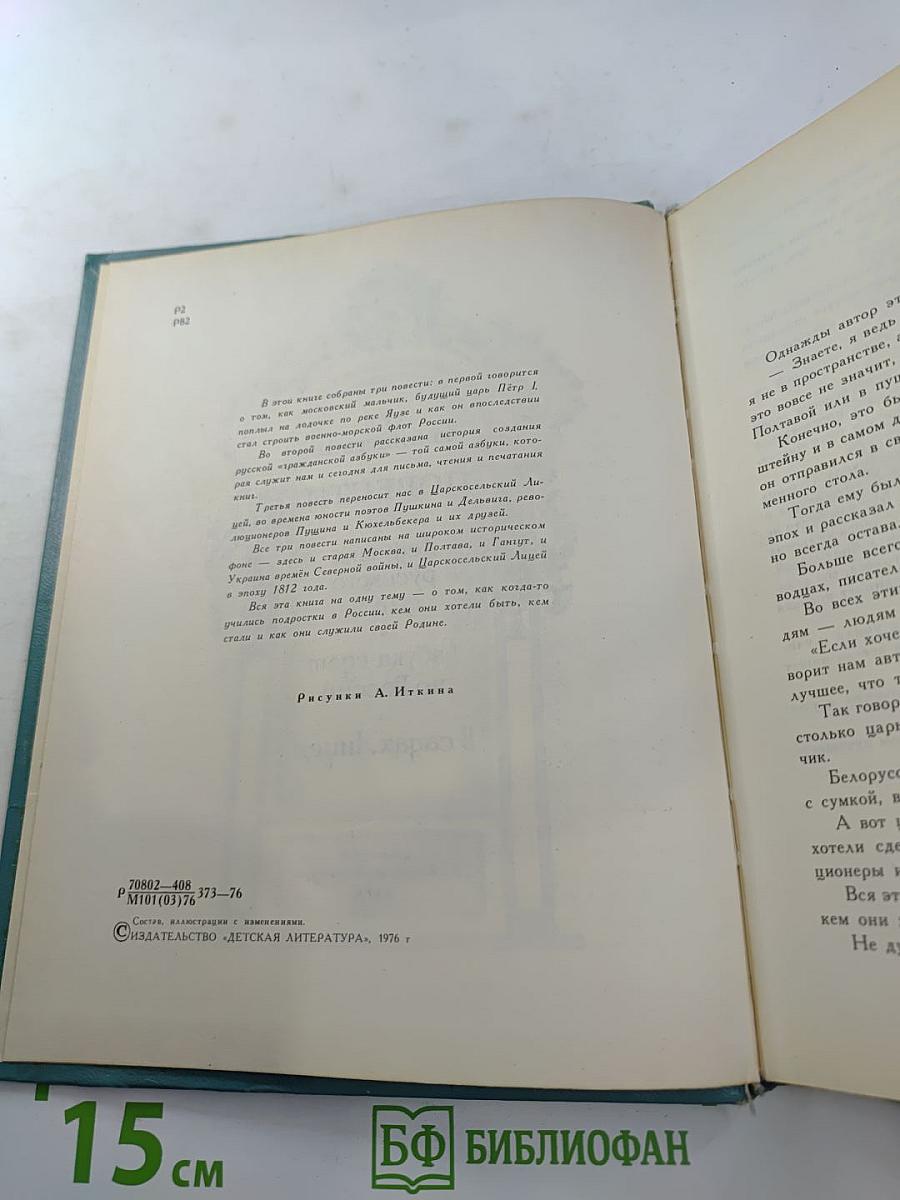 Р2
Р82
В этой книге собраны три повести: в первой говорится
о том, как московский мальчик, будущий царь Пётр I,
поплыл на лодочке по реке Яузе и как он впоследствии
стал строить военно-морской флот России.
Во второй повести рассказана история создания
русской «гражданской азбуки» — той самой азбуки, кото-
рая служит нам и сегодня для письма, чтения и печатания
книг.
Третья повесть переносит нас в Царскосельский Ли-
цей, во времена юности поэтов Пушкина и Дельвига, рево-
люционеров Пущина и Кюхельбекера и их друзей.
Все три повести написаны на широком историческом
фоне — здесь и старая Москва, и Полтава, и Гангут, и
Украина времён Северной войны, и Царскосельский Лицей
в эпоху 1812 года.
Вся эта книга на одну тему — о том, как когда-то
учились подростки в России, кем они хотели быть, кем
стали и как они служили своей Родине.
Рисунки А. Иткина
Р 70802—408 373—76
М101(03)76
Состав, иллюстрации с изменениями.
© ИЗДАТЕЛЬСТВО «ДЕТСКАЯ ЛИТЕРАТУРА», 1976 г
Однажды автор эт
— Знаете, я ведь
я не в пространстве, а
это вовсе не значит,
Полтавой или в пуш
Конечно, это бы
штейну и в самом д
он отправился в св
менного стола.
Тогда ему был
эпох и рассказал
но всегда остава
Больше всего
водцах, писател
Во всех эти
дям — людям
«Если хоче
ворит нам авт
лучшее, что т
Так говор
столько царь
чик.
Белорусс
с сумкой, в
А вот
хотели сде
ционеры и
Вся эт
кем они
Не ду
15 см
БФ БИБЛИОФАН